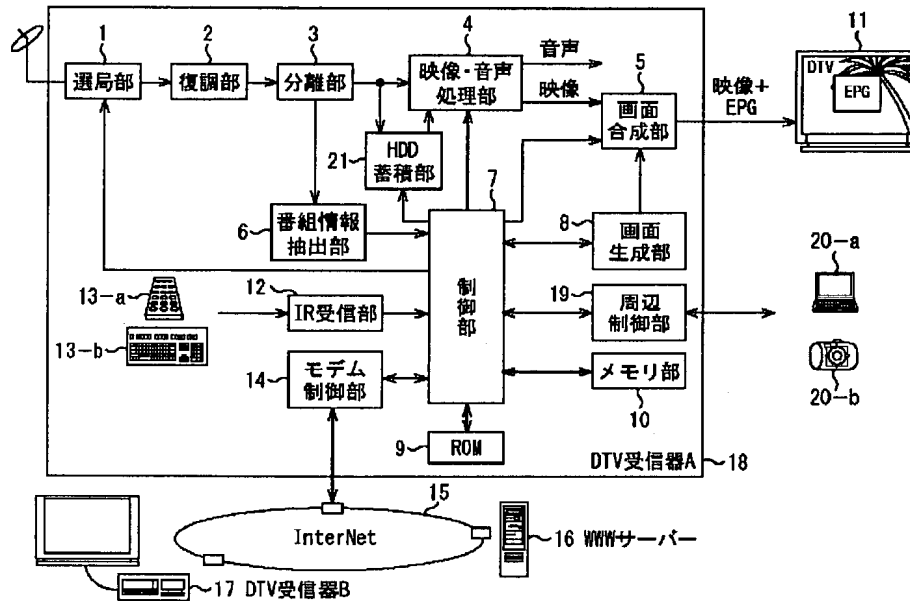 1
2
3
4
音声
11
選局部
復調部
分離部
映像・音声
処理部
映像
5
画面
合成部
映像+
EPG
DTV
EPG
21
HDD
蓄積部
7
6
番組情報
抽出部
8
画面
生成部
20-a
13-a
12
IR受信部
制御部
19
周辺
制御部
13-b
14
モデム
制御部
メモリ部
10
20-b
9
ROM
DTV受信器A
18
15
InterNet
16 WWWサーバー
17 DTV受信器B